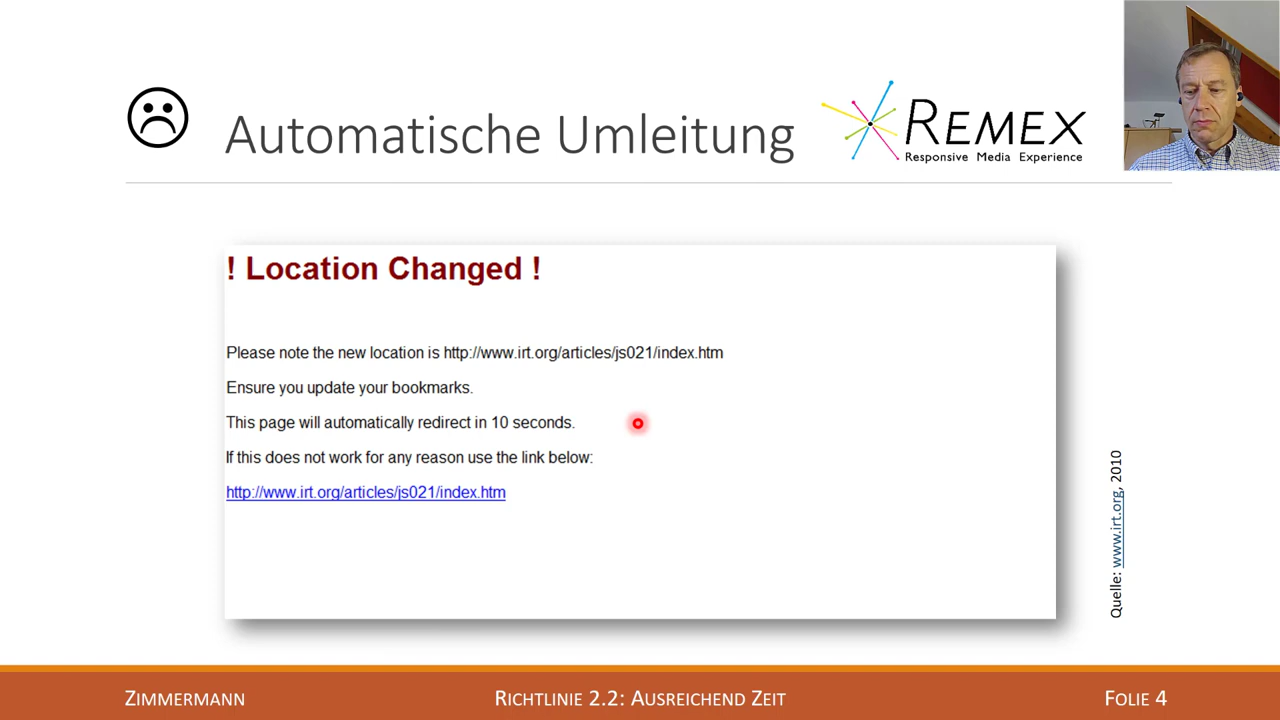 Automatische Umleitung
REMEX
Responsive Media Experience
! Location Changed !
Please note the new location is http://www.irt.org/articles/js021/index.htm
Ensure you update your bookmarks.
This page will automatically redirect in 10 seconds.
If this does not work for any reason use the link below:
http://www.irt.org/articles/js021/index.htm
Quelle: www.irt.org, 2010
ZIMMERMANN
RICHTLINIE 2.2: AUSREICHEND ZEIT
FOLIE 4